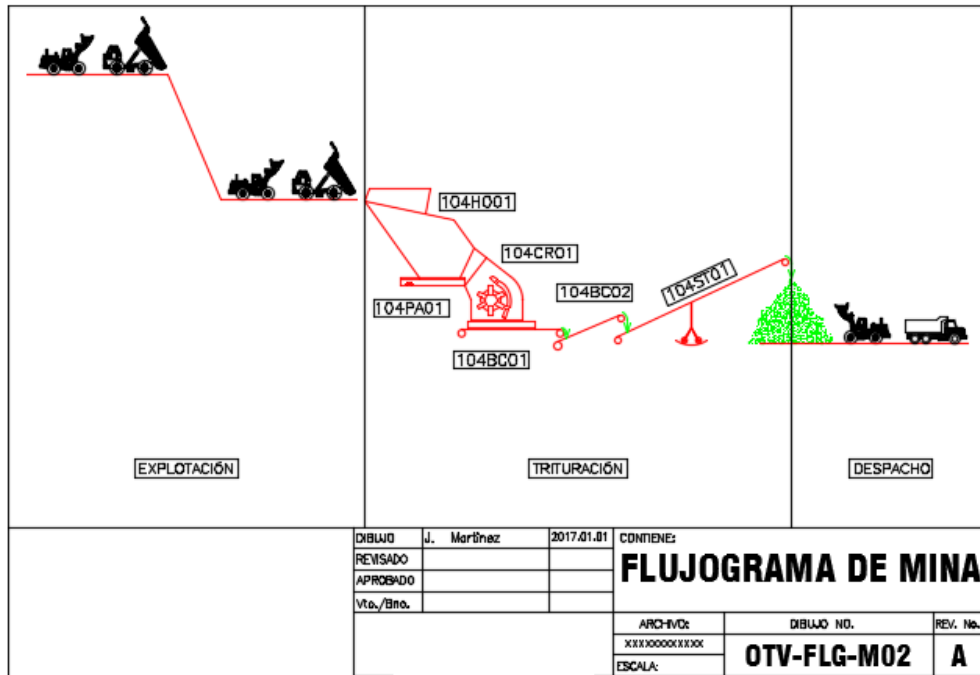 104HO01
104CR01
104BC02
104ST01
104PA01
104BC01
EXPLOTACIÓN
TRITURACIÓN
DESPACHO
DIBUJO J. Martínez 2017.01.01
REVISADO
APROBADO
Vto./Bno.
CONTIENE:
FLUJOGRAMA DE MINA
ARCHIVO: DIBUJO NO. REV. No.
XXXXXXXXXXXX
OTV-FLG-M02 A
ESCALA: